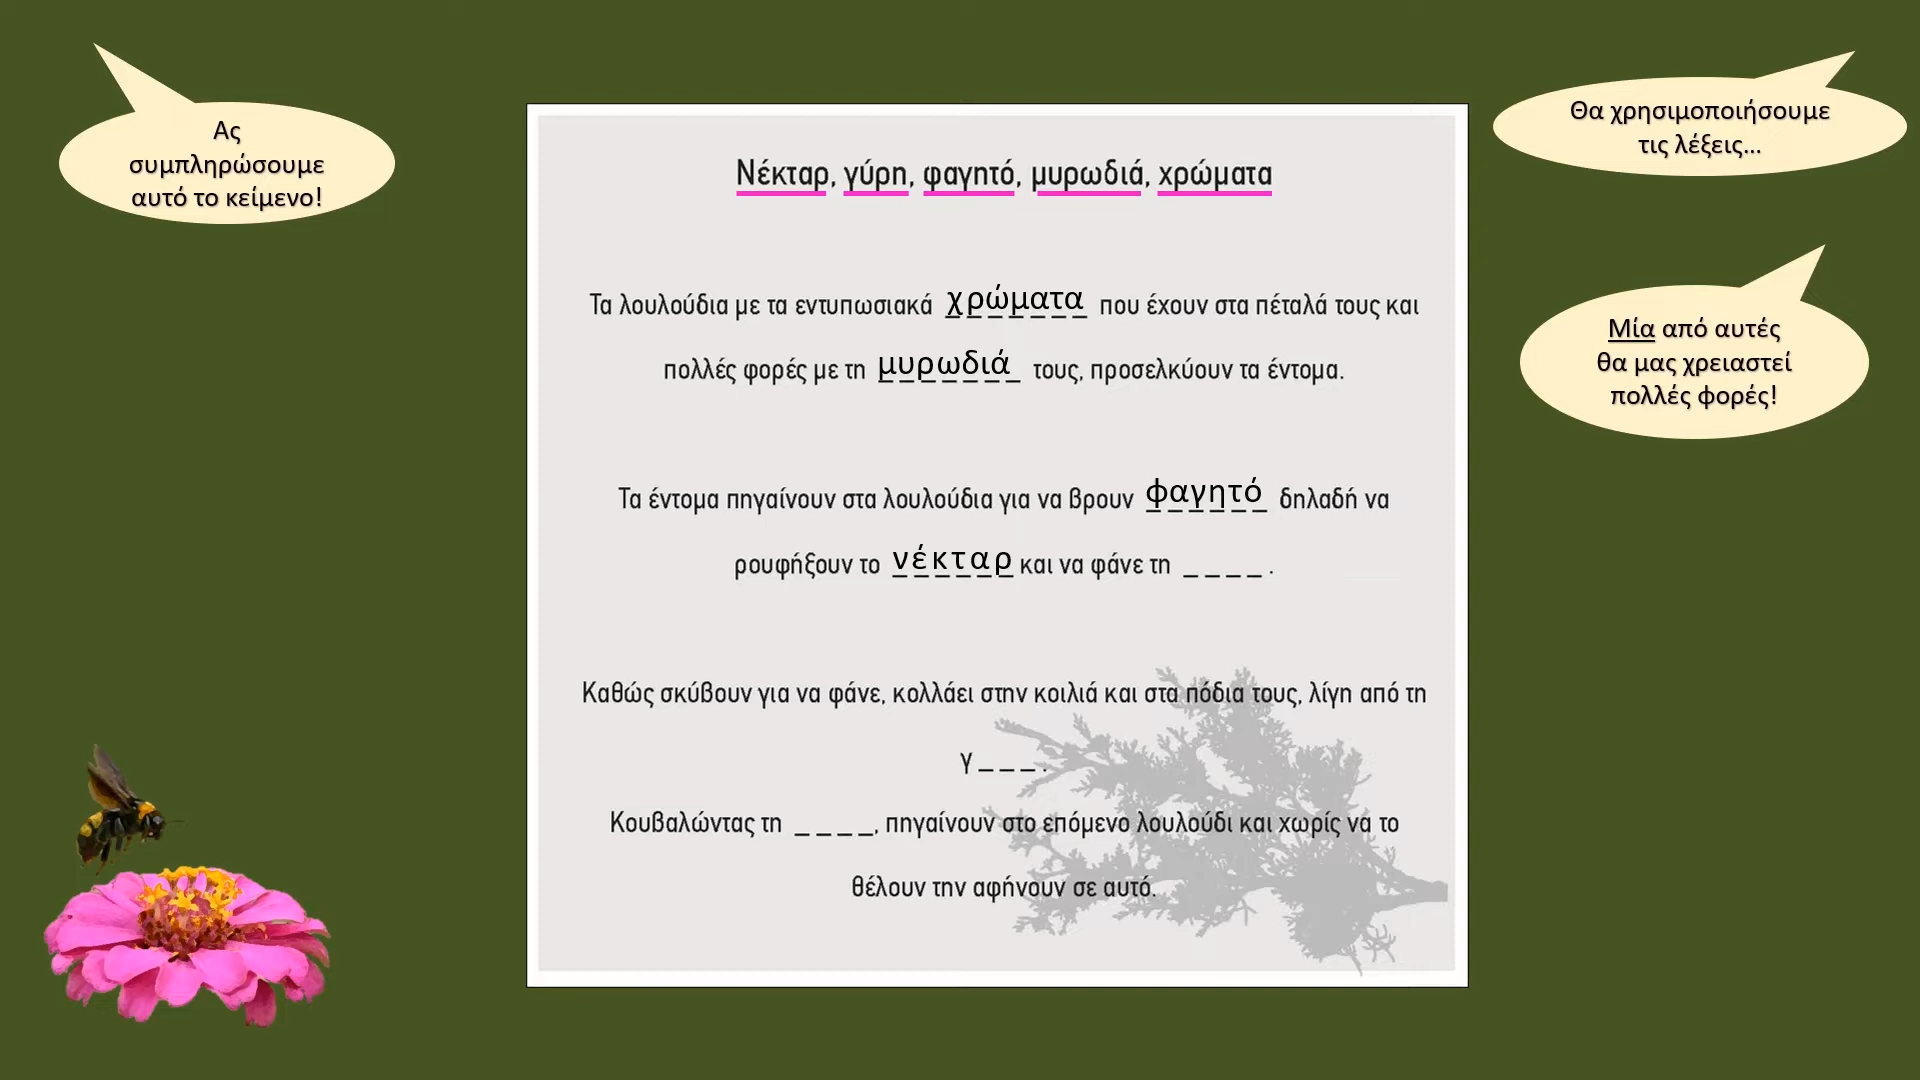 Ας
συμπληρώσουμε
αυτό το κείμενο!
Θα χρησιμοποιήσουμε
τις λέξεις...
Μία από αυτές
θα μας χρειαστεί
πολλές φορές!
Νέκταρ, γύρη, φαγητό, μυρωδιά, χρώματα
Τα λουλούδια με τα εντυπωσιακά χρώματα που έχουν στα πέταλά τους και
πολλές φορές με τη μυρωδιά τους, προσελκύουν τα έντομα.
Τα έντομα πηγαίνουν στα λουλούδια για να βρουν φαγητό δηλαδή να
ρουφήξουν το νέκταρ και να φάνε τη _ _ _ _ .
Καθώς σκύβουν για να φάνε, κολλάει στην κοιλιά και στα πόδια τους, λίγη από τη
γ _ _ _ .
Κουβαλώντας τη _ _ _ _, πηγαίνουν στο επόμενο λουλούδι και χωρίς να το
θέλουν την αφήνουν σε αυτό.